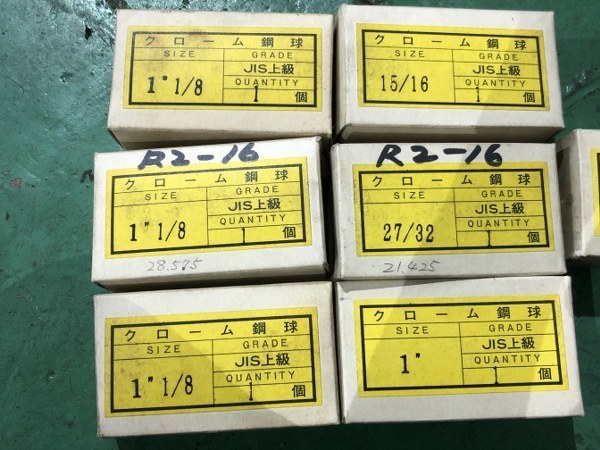 クローム鋼球
SIZE GRADE
1" 1/8 JIS上級
QUANTITY
1 個
クローム鋼球
SIZE GRADE
15/16 JIS上級
QUANTITY
1 個
R2-16
クローム鋼球
SIZE GRADE
1" 1/8 JIS上級
QUANTITY
1 個
28.575
R2-16
クローム鋼球
SIZE GRADE
27/32 JIS上級
QUANTITY
1 個
21.425
クローム鋼球
SIZE GRADE
1" 1/8 JIS上級
QUANTITY
1 個
クローム鋼球
SIZE GRADE
1" JIS上級
QUANTITY
1 個